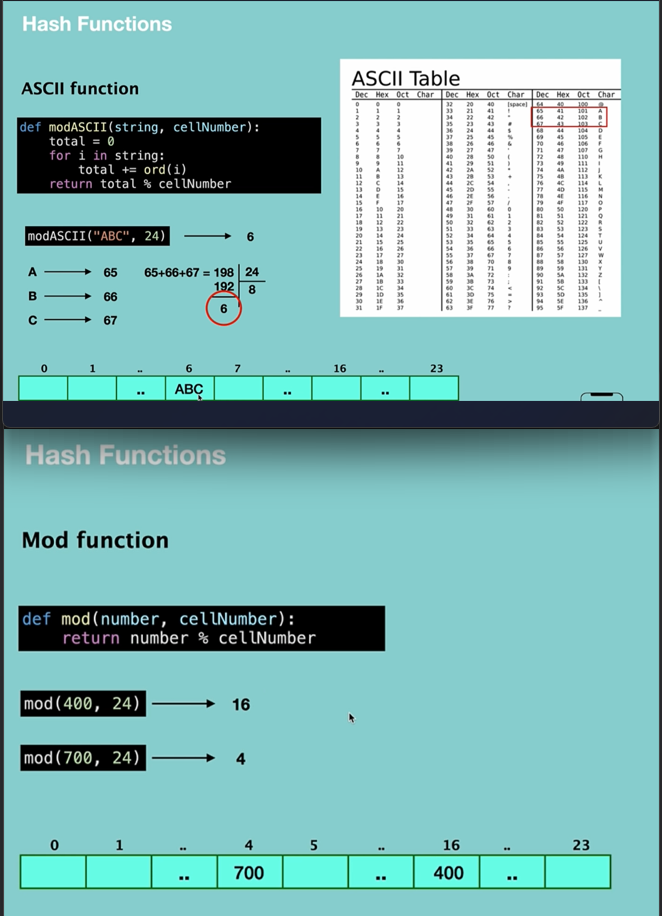 Hash Functions
ASCII function
def modASCII(string, cellNumber):
total = 0
for i in string:
total += ord(i)
return total % cellNumber
modASCII("ABC", 24) 6
A 65 65+66+67 = 198 24
192 8
B 66
6
C 67
ASCII Table
Dec Hex Oct Char Dec Hex Oct Char Dec Hex Oct Char
0 0 0 32 20 40 [space] 64 40 100 @
1 1 1 33 21 41 ! 65 41 101 A
2 2 2 34 22 42 " 66 42 102 B
3 3 3 35 23 43 # 67 43 103 C
4 4 4 36 24 44 $ 68 44 104 D
5 5 5 37 25 45 % 69 45 105 E
6 6 6 38 26 46 & 70 46 106 F
7 7 7 39 27 47 ' 71 47 107 G
8 8 10 40 28 50 ( 72 48 110 H
9 9 11 41 29 51 ) 73 49 111 I
10 A 12 42 2A 52 * 74 4A 112 J
11 B 13 43 2B 53 + 75 4B 113 K
12 C 14 44 2C 54 , 76 4C 114 L
13 D 15 45 2D 55 - 77 4D 115 M
14 E 16 46 2E 56 . 78 4E 116 N
15 F 17 47 2F 57 / 79 4F 117 O
16 10 20 48 30 60 0 80 50 120 P
17 11 21 49 31 61 1 81 51 121 Q
18 12 22 50 32 62 2 82 52 122 R
19 13 23 51 33 63 3 83 53 123 S
20 14 24 52 34 64 4 84 54 124 T
21 15 25 53 35 65 5 85 55 125 U
22 16 26 54 36 66 6 86 56 126 V
23 17 27 55 37 67 7 87 57 127 W
24 18 30 56 38 70 8 88 58 130 X
25 19 31 57 39 71 9 89 59 131 Y
26 1A 32 58 3A 72 : 90 5A 132 Z
27 1B 33 59 3B 73 ; 91 5B 133 [
28 1C 34 60 3C 74 < 92 5C 134 \
29 1D 35 61 3D 75 = 93 5D 135 ]
30 1E 36 62 3E 76 > 94 5E 136 ^
31 1F 37 63 3F 77 ? 95 5F 137 _
0 1 .. 6 7 .. 16 .. 23
.. ABC .. ..
Hash Functions
Mod function
def mod(number, cellNumber):
return number % cellNumber
mod(400, 24) 16
mod(700, 24) 4
0 1 .. 4 5 .. 16 .. 23
.. 700 .. 400 ..